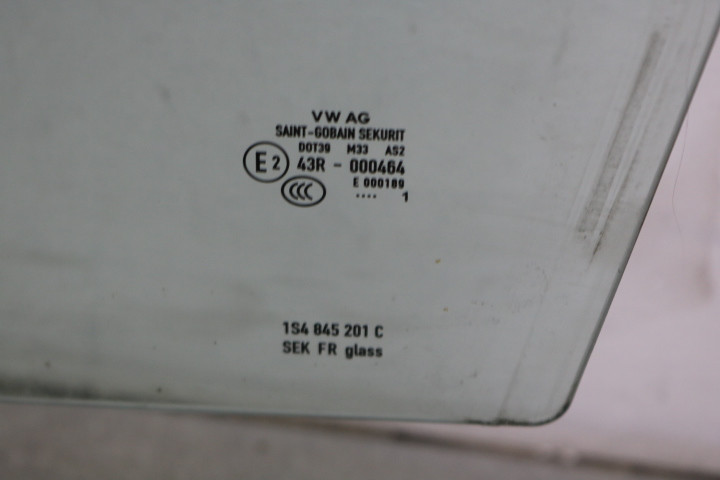 VW AG
SAINT-GOBAIN SEKURIT
DOT39 M33 AS2
E2 43R - 000464
CCC E 000189
.... 1
1S4 845 201 C
SEK FR glass